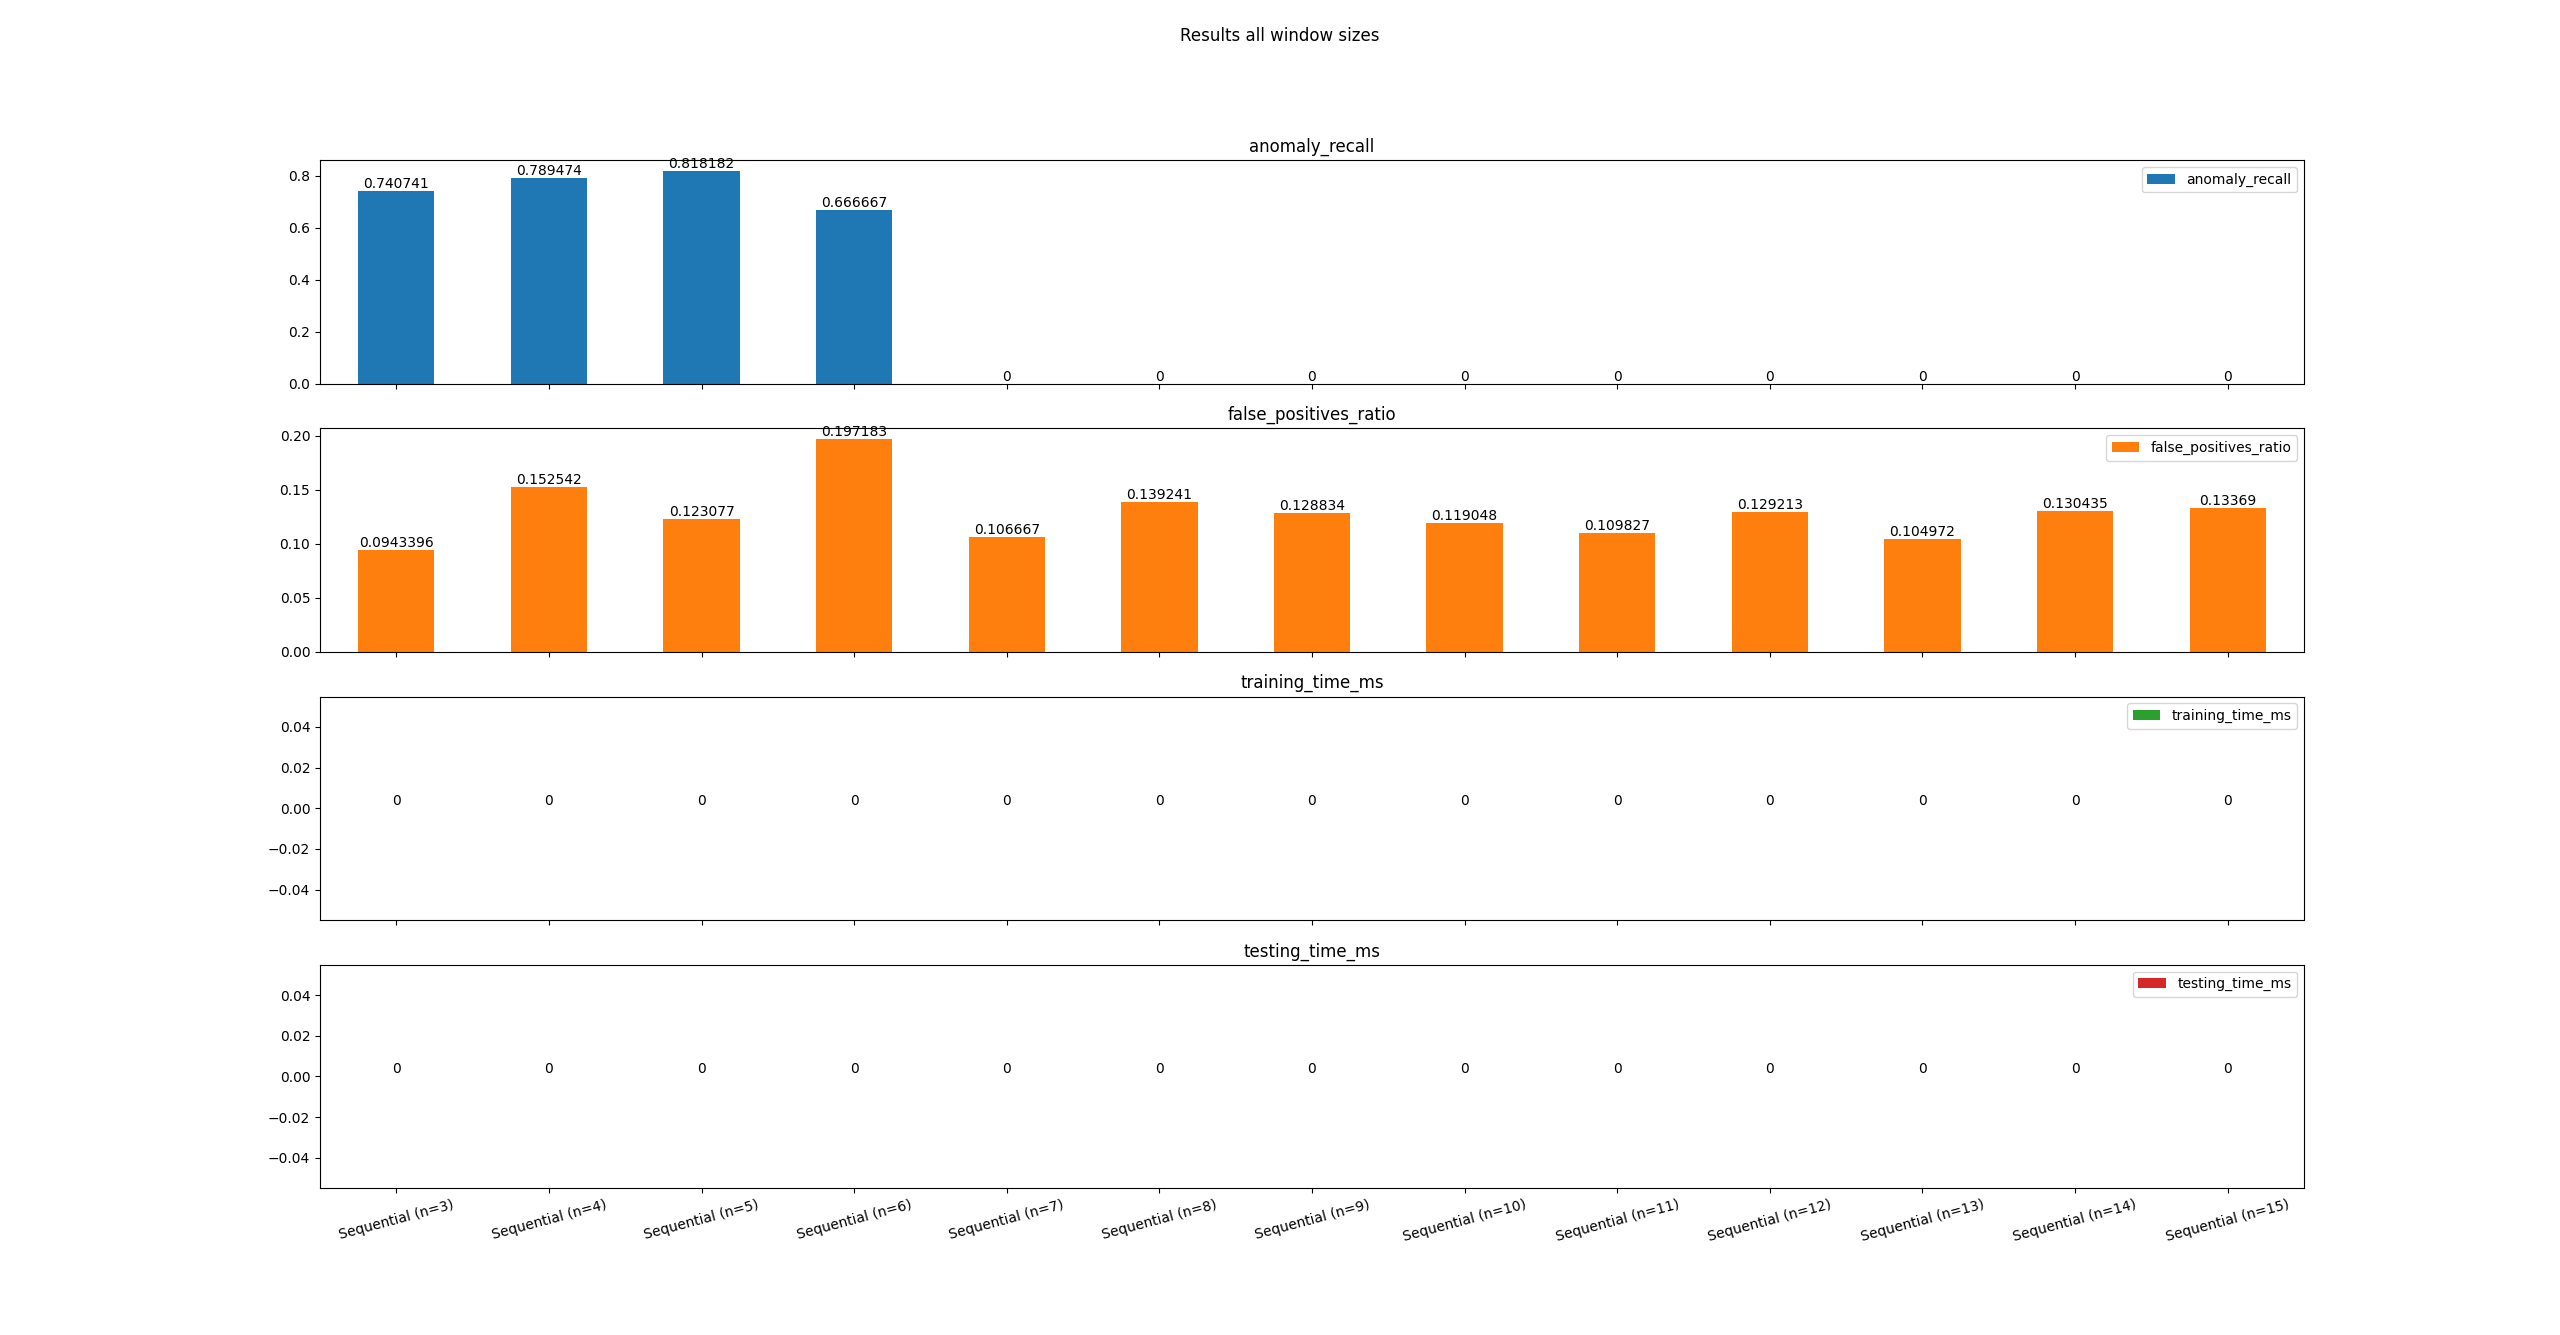 Results all window sizes
anomaly_recall
0.8
0.6
0.4
0.2
0.0
0.740741 0.789474 0.818182 0.666667 0 0 0 0 0 0 0 0 0
anomaly_recall
false_positives_ratio
0.20
0.15
0.10
0.05
0.00
0.0943396 0.152542 0.123077 0.197183 0.106667 0.139241 0.128834 0.119048 0.109827 0.129213 0.104972 0.130435 0.13369
false_positives_ratio
training_time_ms
0.04
0.02
0.00
−0.02
−0.04
0 0 0 0 0 0 0 0 0 0 0 0 0
training_time_ms
testing_time_ms
0.04
0.02
0.00
−0.02
−0.04
0 0 0 0 0 0 0 0 0 0 0 0 0
testing_time_ms
Sequential (n=3)
Sequential (n=4)
Sequential (n=5)
Sequential (n=6)
Sequential (n=7)
Sequential (n=8)
Sequential (n=9)
Sequential (n=10)
Sequential (n=11)
Sequential (n=12)
Sequential (n=13)
Sequential (n=14)
Sequential (n=15)